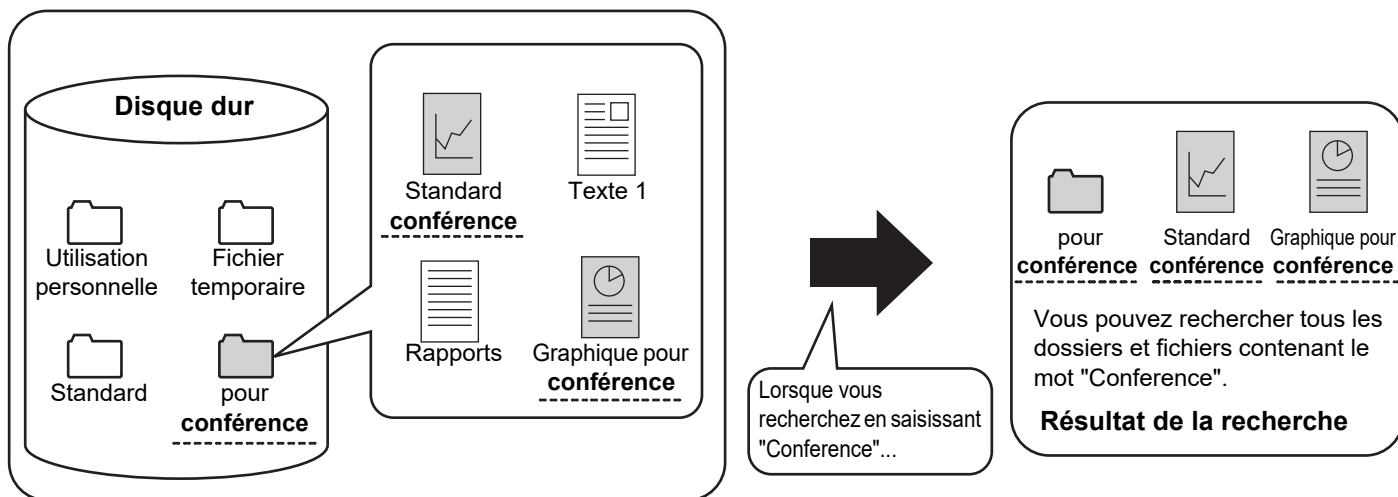 Disque dur
Utilisation
personnelle
Fichier
temporaire
Standard
pour
conférence
Standard
conférence
Texte 1
Rapports
Graphique pour
conférence
Lorsque vous
recherchez en saisissant
"Conference"...
pour
conférence
Standard
conférence
Graphique pour
conférence
Vous pouvez rechercher tous les
dossiers et fichiers contenant le
mot "Conference".
Résultat de la recherche